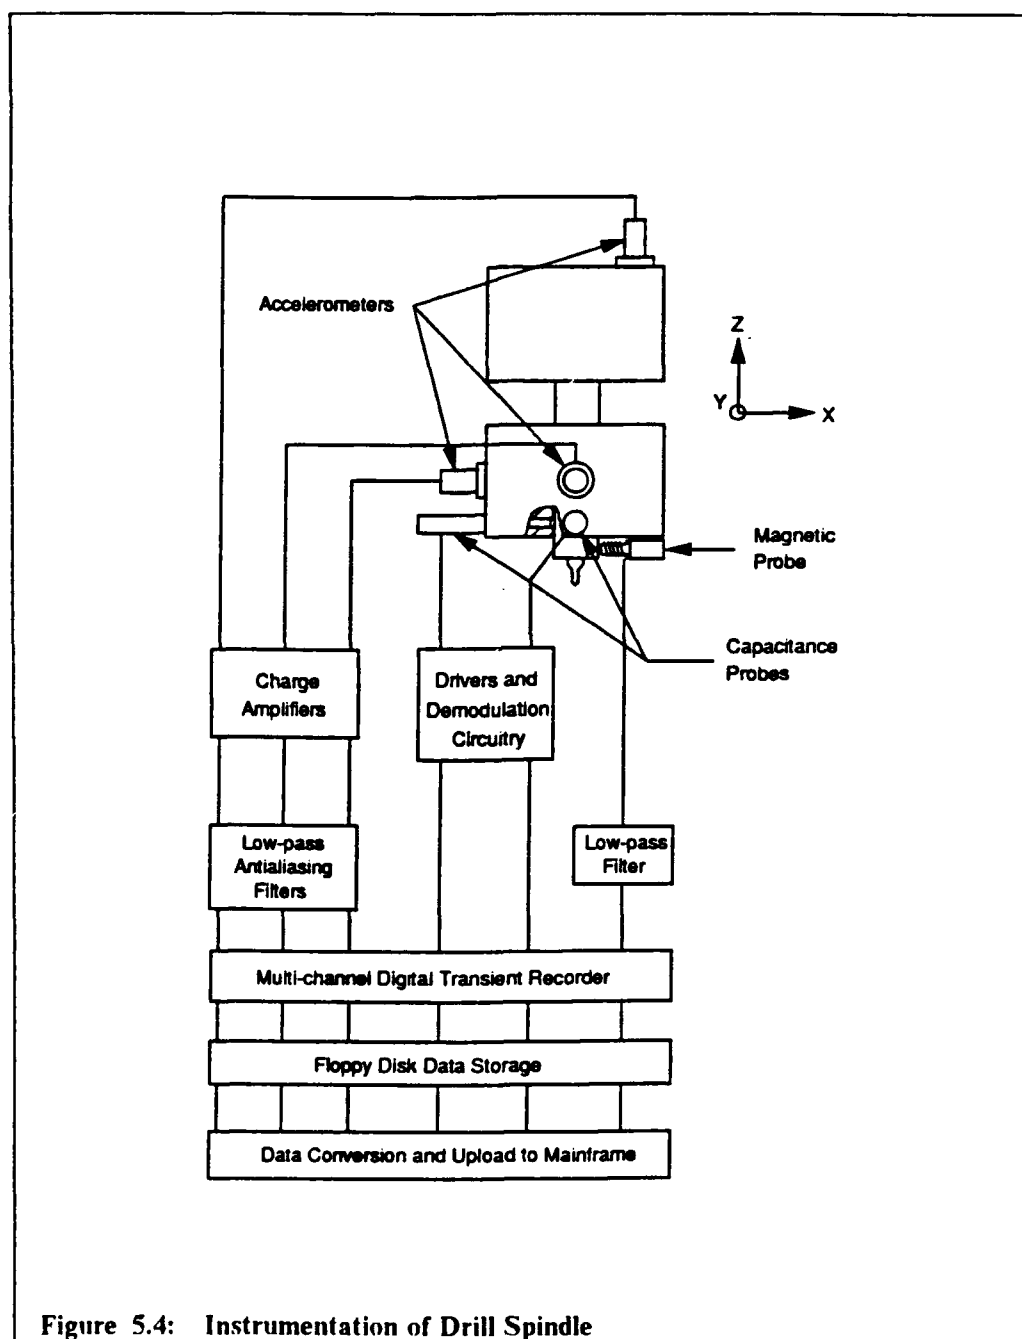 Accelerometers
Z
Y
X
Magnetic
Probe
Capacitance
Probes
Charge
Amplifiers
Drivers and
Demodulation
Circuitry
Low-pass
Antialiasing
Filters
Low-pass
Filter
Multi-channel Digital Transient Recorder
Floppy Disk Data Storage
Data Conversion and Upload to Mainframe
Figure 5.4: Instrumentation of Drill Spindle